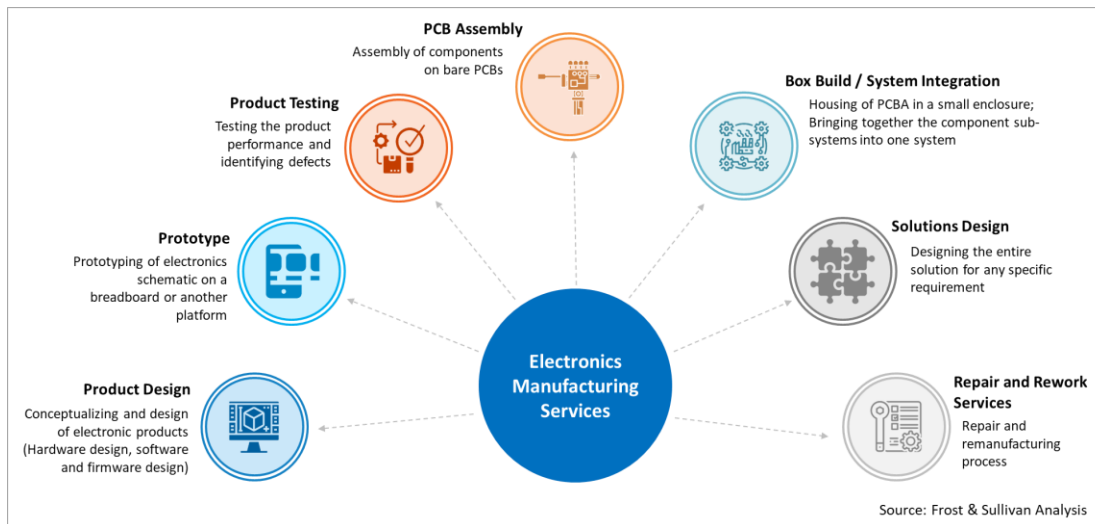 PCB Assembly
Assembly of components
on bare PCBs
Product Testing
Testing the product
performance and
identifying defects
Box Build / System Integration
Housing of PCBA in a small enclosure;
Bringing together the component sub-
systems into one system
Prototype
Prototyping of electronics
schematic on a
breadboard or another
platform
Solutions Design
Designing the entire
solution for any specific
requirement
Electronics
Manufacturing
Services
Product Design
Conceptualizing and design
of electronic products
(Hardware design, software
and firmware design)
Repair and Rework
Services
Repair and
remanufacturing
process
Source: Frost & Sullivan Analysis